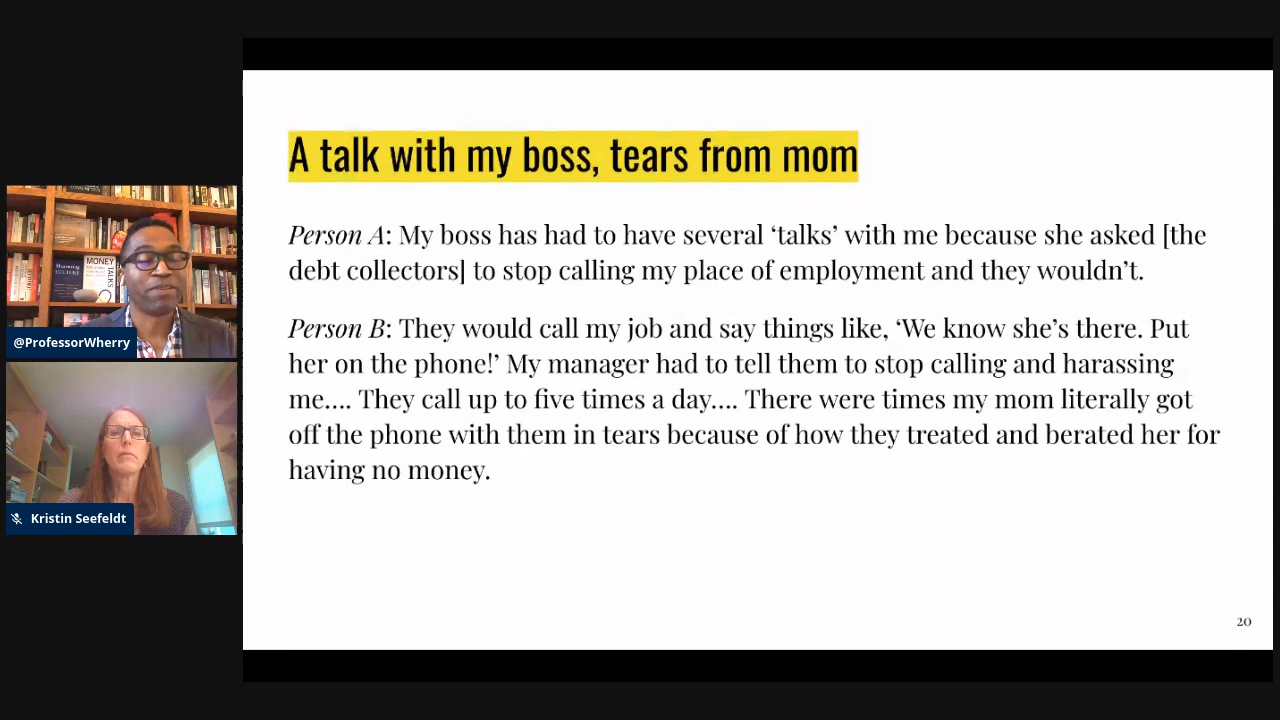 A talk with my boss, tears from mom
Person A: My boss has had to have several ‘talks’ with me because she asked [the
debt collectors] to stop calling my place of employment and they wouldn’t.
Person B: They would call my job and say things like, ‘We know she’s there. Put
her on the phone!’ My manager had to tell them to stop calling and harassing
me…. They call up to five times a day…. There were times my mom literally got
off the phone with them in tears because of how they treated and berated her for
having no money.
20
MONEY
TALKS
@ProfessorWherry
Kristin Seefeldt